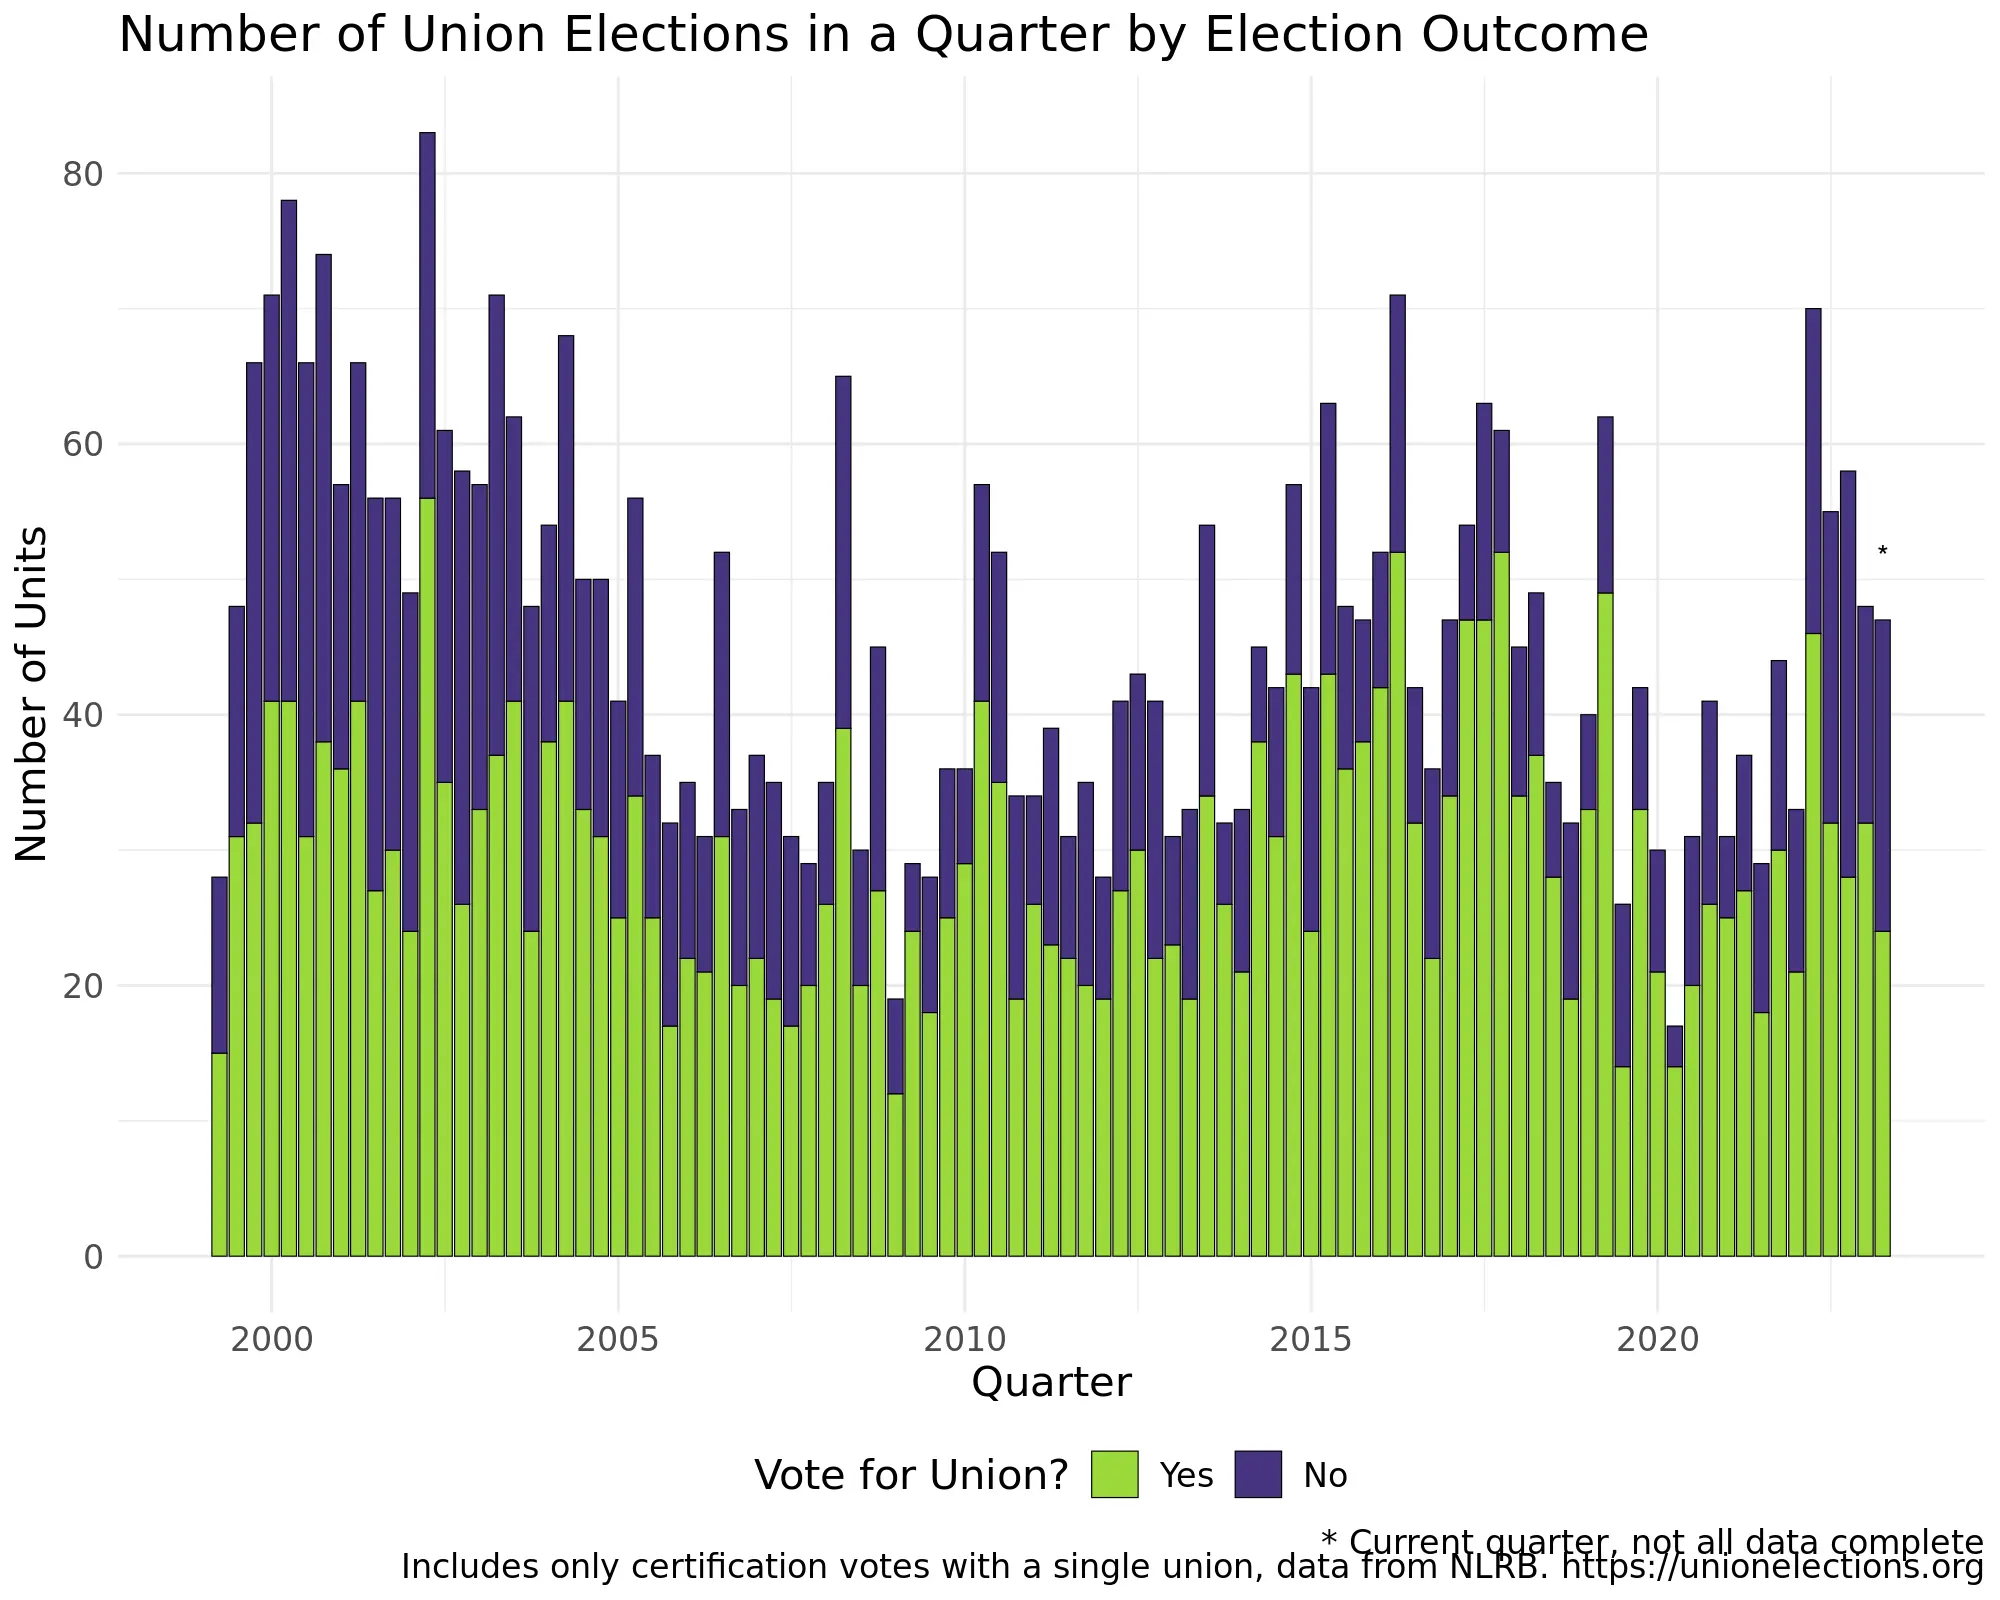 Number of Union Elections in a Quarter by Election Outcome
Number of Units
80
60
40
20
0
*
2000 2005 2010 2015 2020
Quarter
Vote for Union? Yes No
* Current quarter, not all data complete
Includes only certification votes with a single union, data from NLRB. https://unionelections.org